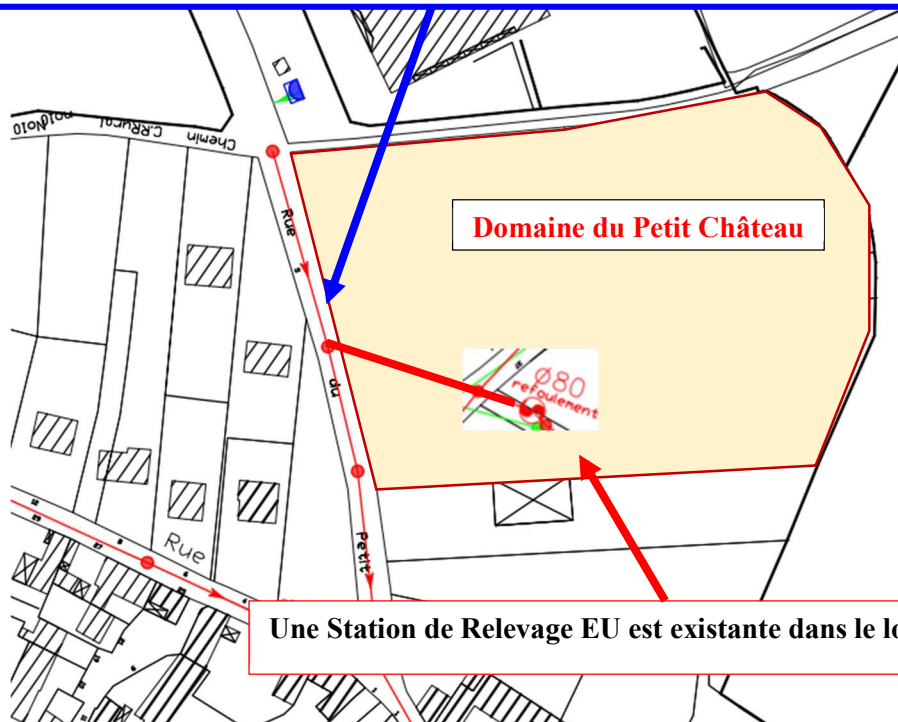 Chemin C.RRural
Rue
Domaine du Petit Château
du
Ø80
refoulement
Rue
Petit
Une Station de Relevage EU est existante dans le lo